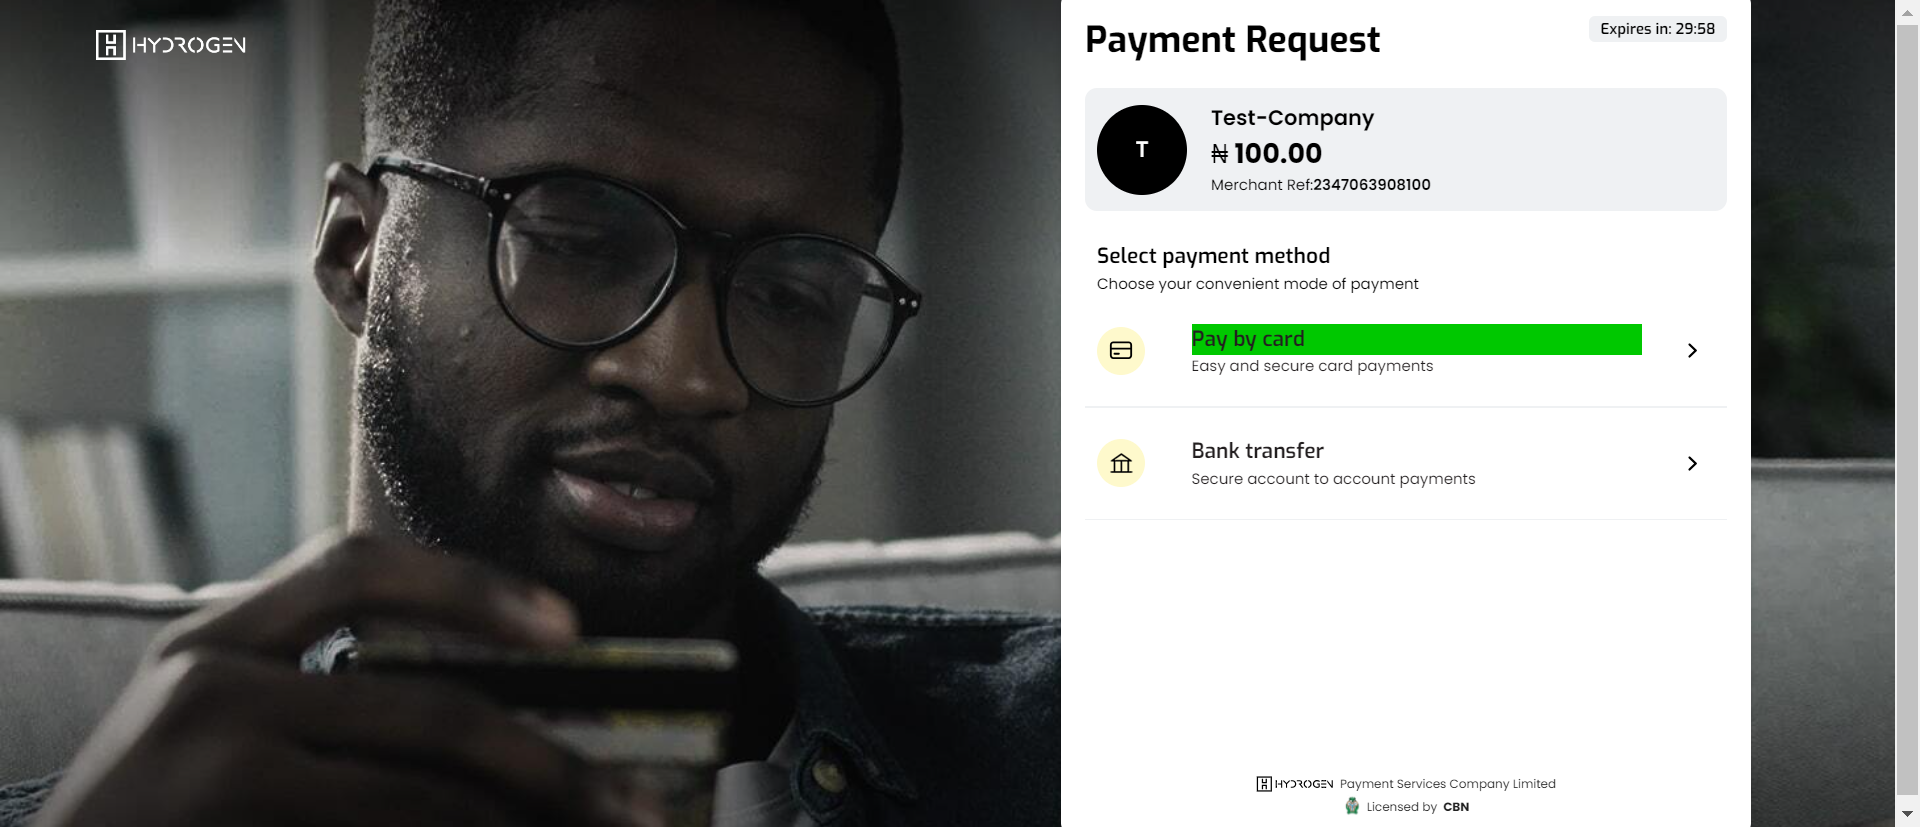 HYDROGEN
Payment Request
Expires in: 29:58
T
Test-Company
₦ 100.00
Merchant Ref:2347063908100
Select payment method
Choose your convenient mode of payment
Pay by card
Easy and secure card payments
Bank transfer
Secure account to account payments
HYDROGEN Payment Services Company Limited
Licensed by CBN